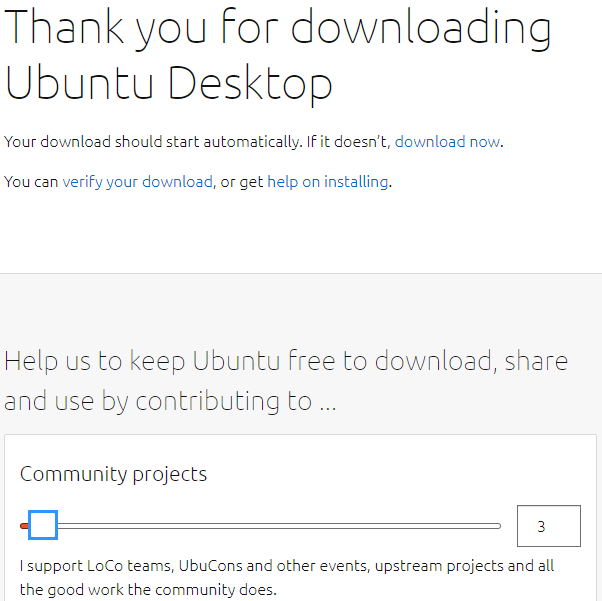 Thank you for downloading
Ubuntu Desktop
Your download should start automatically. If it doesn’t, download now.
You can verify your download, or get help on installing.
Help us to keep Ubuntu free to download, share
and use by contributing to ...
Community projects
3
I support LoCo teams, UbuCons and other events, upstream projects and all
the good work the community does.